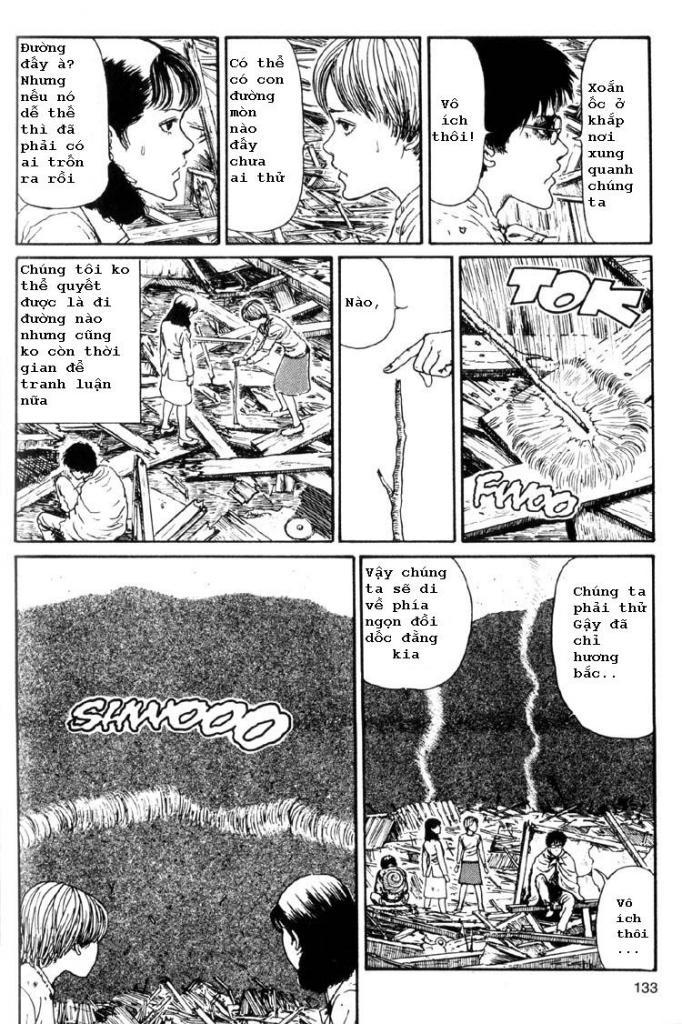 Đường
đấy à?
Nhưng
nếu nó
dễ thế
thì đã
phải có
ai trốn
ra rồi
Có thể
có con
đường
mòn
nào
đấy
chưa
ai thử
Vô
ích
thôi!
Xoắn
ốc ở
khắp
nơi
xung
quanh
chúng
ta
Chúng tôi ko
thể quyết
được là đi
đường nào
nhưng cũng
ko còn thời
gian để
tranh luận
nữa
Nào,
TOK
FWOO
SHWOOO
Vậy chúng
ta sẽ di
về phía
ngọn đồi
dốc đằng
kia
Chúng ta
phải thử
Gậy đã
chỉ
hương
bắc..
Vô
ích
thôi
...
133